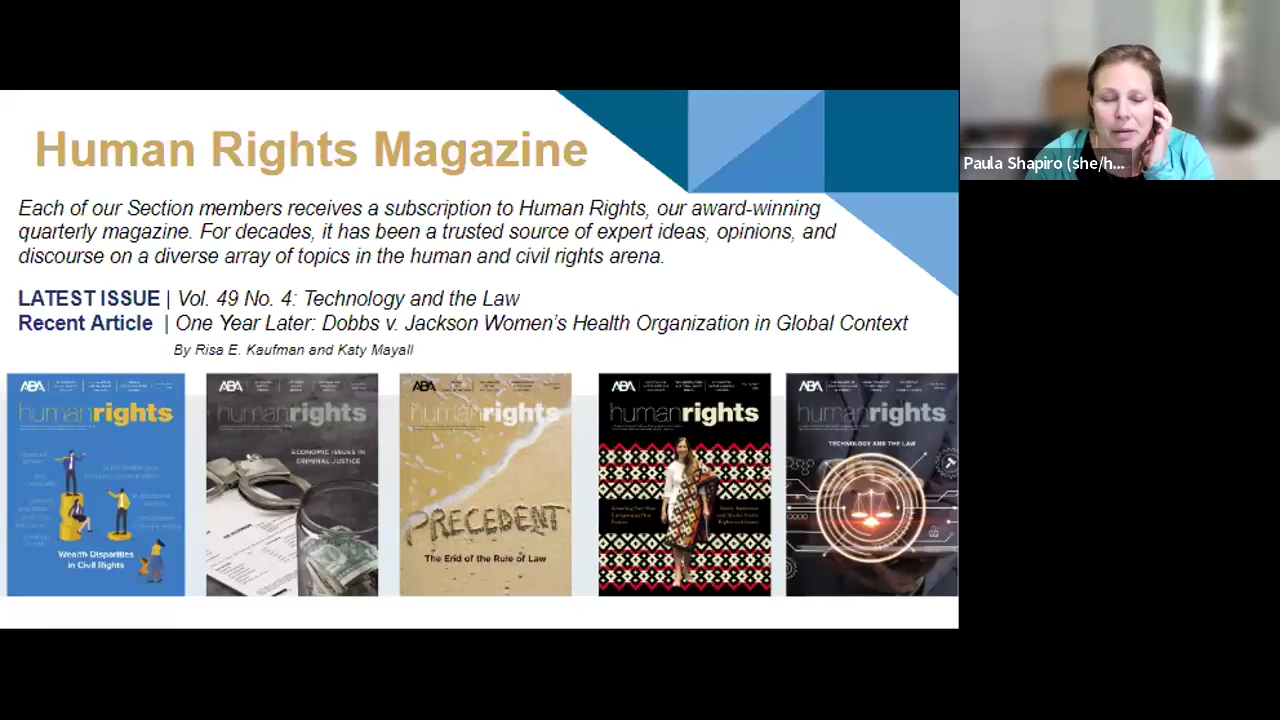 Human Rights Magazine
Each of our Section members receives a subscription to Human Rights, our award-winning
quarterly magazine. For decades, it has been a trusted source of expert ideas, opinions, and
discourse on a diverse array of topics in the human and civil rights arena.
LATEST ISSUE | Vol. 49 No. 4: Technology and the Law
Recent Article | One Year Later: Dobbs v. Jackson Women's Health Organization in Global Context
By Risa E. Kaufman and Katy Mayall
ABA
humanrights
Wealth Disparities
in Civil Rights
ABA
humanrights
ECONOMIC ISSUES IN
CRIMINAL JUSTICE
ABA
humanrights
PRECEDENT
The End of the Rule of Law
ABA
humanrights
ABA
humanrights
TECHNOLOGY AND THE LAW
Paula Shapiro (she/h...